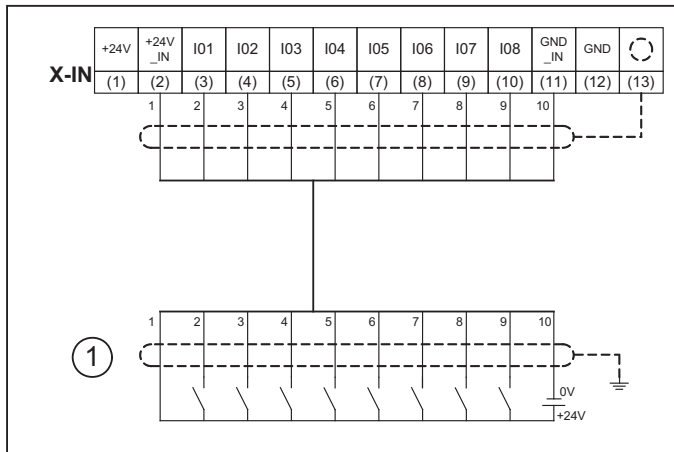 +24V +24V _IN I01 I02 I03 I04 I05 I06 I07 I08 GND _IN GND
X-IN (1) (2) (3) (4) (5) (6) (7) (8) (9) (10) (11) (12) (13)
1 2 3 4 5 6 7 8 9 10
1 2 3 4 5 6 7 8 9 10
1
0V
+24V